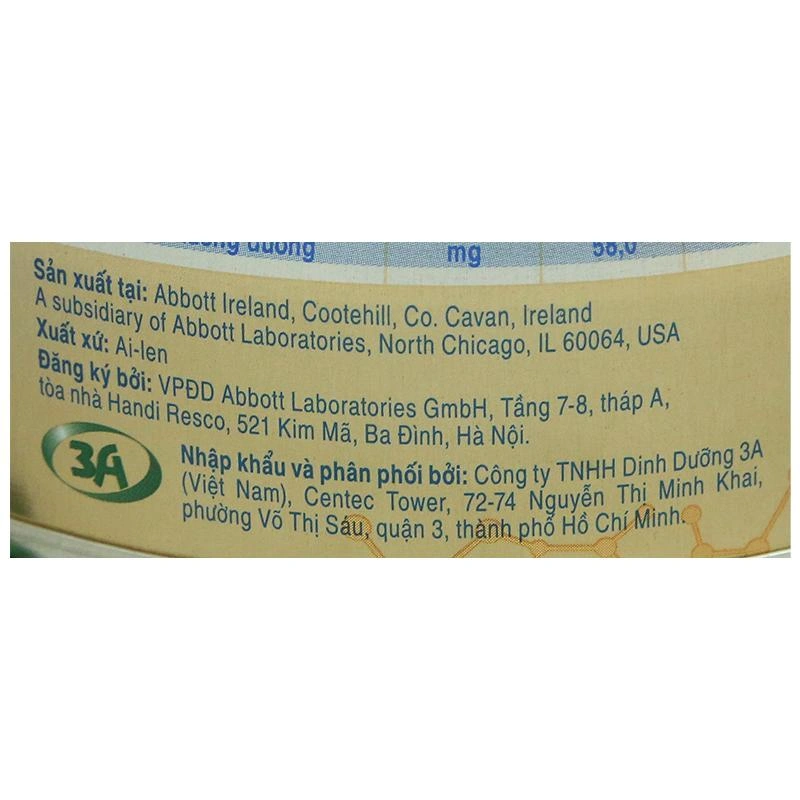 đương mg 58,0
Sản xuất tại: Abbott Ireland, Cootehill, Co. Cavan, Ireland
A subsidiary of Abbott Laboratories, North Chicago, IL 60064, USA
Xuất xứ: Ai-len
Đăng ký bởi: VPĐD Abbott Laboratories GmbH, Tầng 7-8, tháp A,
tòa nhà Handi Resco, 521 Kim Mã, Ba Đình, Hà Nội.
3A
Nhập khẩu và phân phối bởi: Công ty TNHH Dinh Dưỡng 3A
(Việt Nam), Centec Tower, 72-74 Nguyễn Thị Minh Khai,
phường Võ Thị Sáu, quận 3, thành phố Hồ Chí Minh.